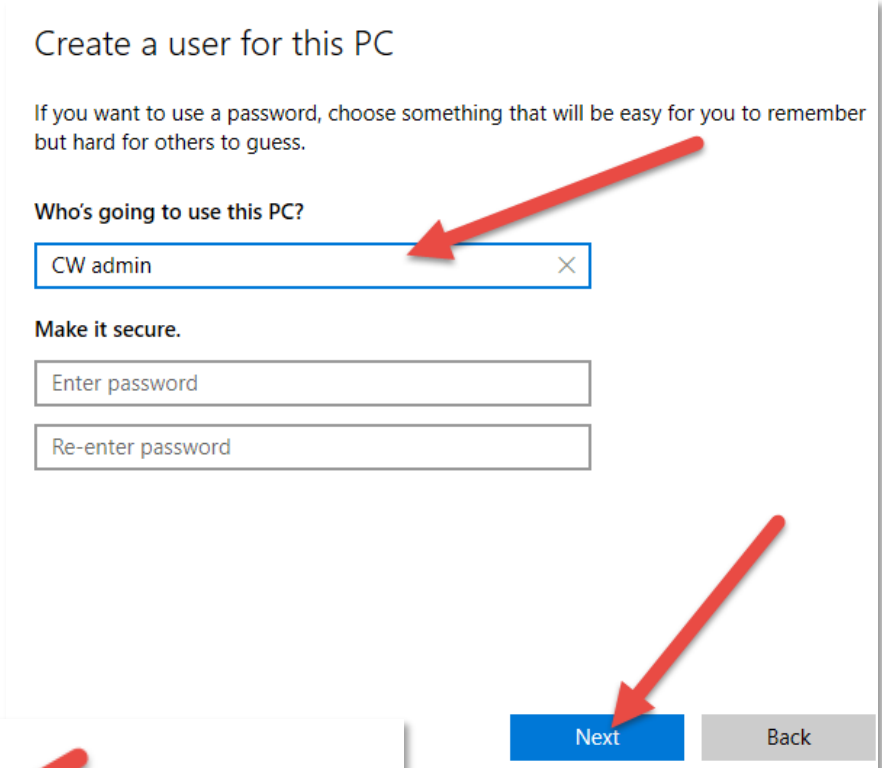 Create a user for this PC
If you want to use a password, choose something that will be easy for you to remember
but hard for others to guess.
Who's going to use this PC?
CW admin
Make it secure.
Enter password
Re-enter password
Next Back